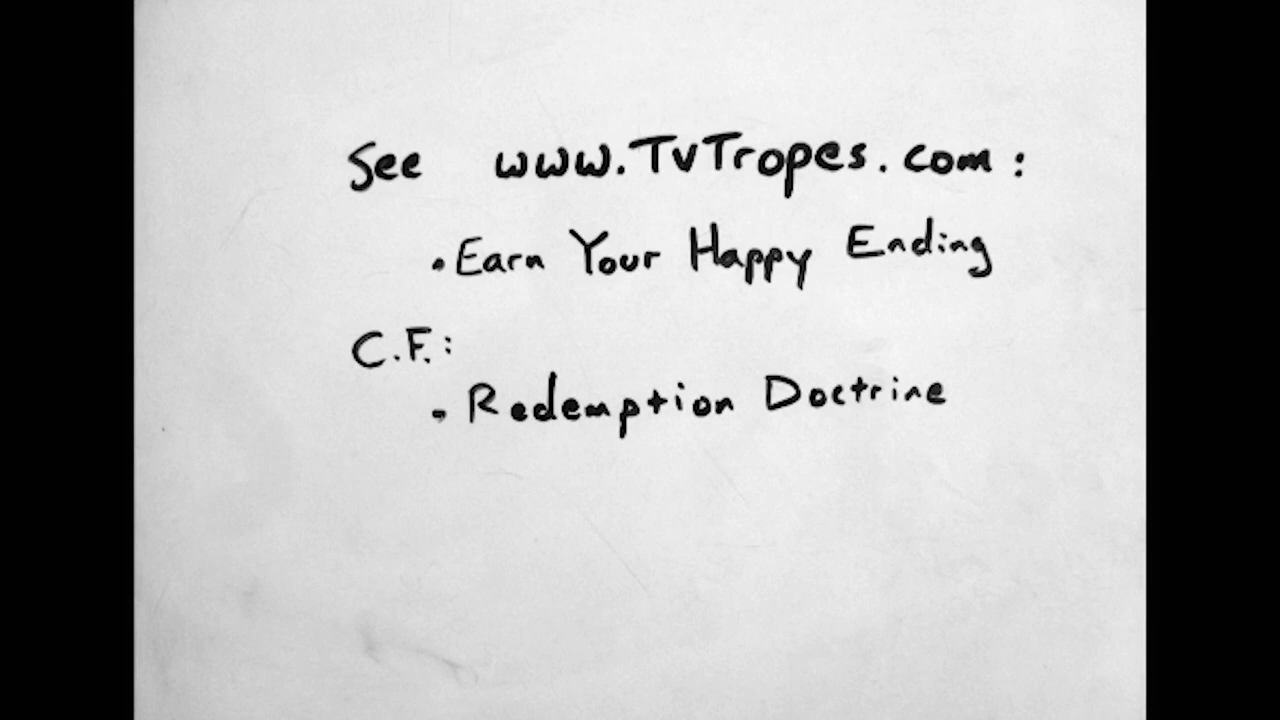 See www.TvTropes.com:
• Earn Your Happy Ending
C.F.:
• Redemption Doctrine